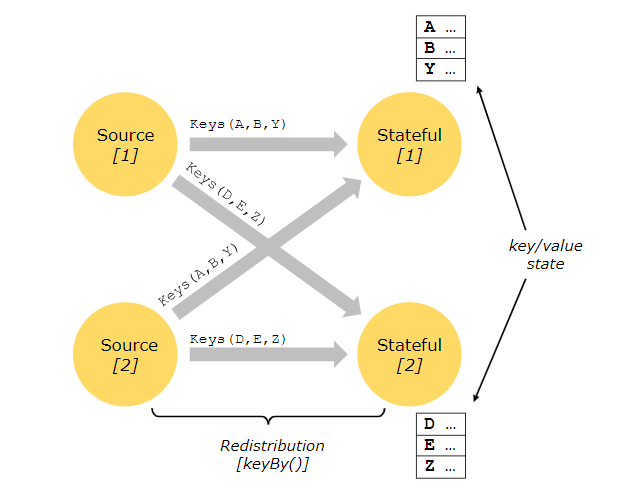 A ...
B ...
Y ...
Source
[1]
Keys(A,B,Y)
Stateful
[1]
Keys(D,E,Z)
key/value
state
Keys(A,B,Y)
Source
[2]
Keys(D,E,Z)
Stateful
[2]
Redistribution
[keyBy()]
D ...
E ...
Z ...